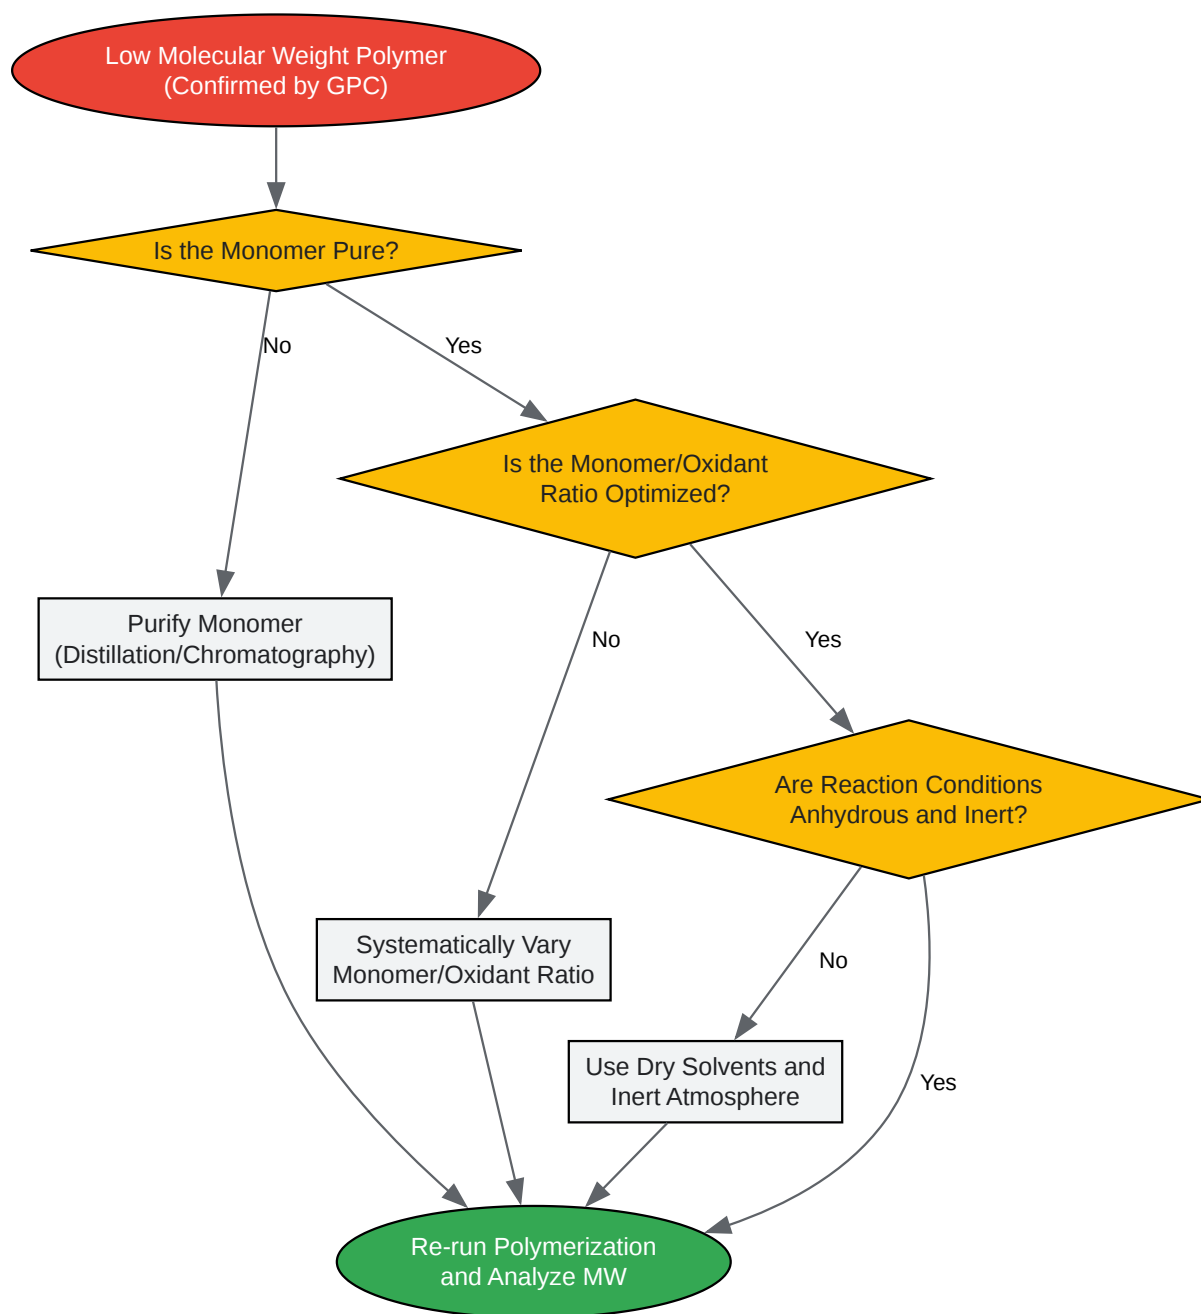 Low Molecular Weight Polymer
(Confirmed by GPC)
Is the Monomer Pure?
No
Yes
Is the Monomer/Oxidant
Ratio Optimized?
Purify Monomer
(Distillation/Chromatography)
No
Yes
Are Reaction Conditions
Anhydrous and Inert?
Systematically Vary
Monomer/Oxidant Ratio
No
Use Dry Solvents and
Inert Atmosphere
Yes
Re-run Polymerization
and Analyze MW